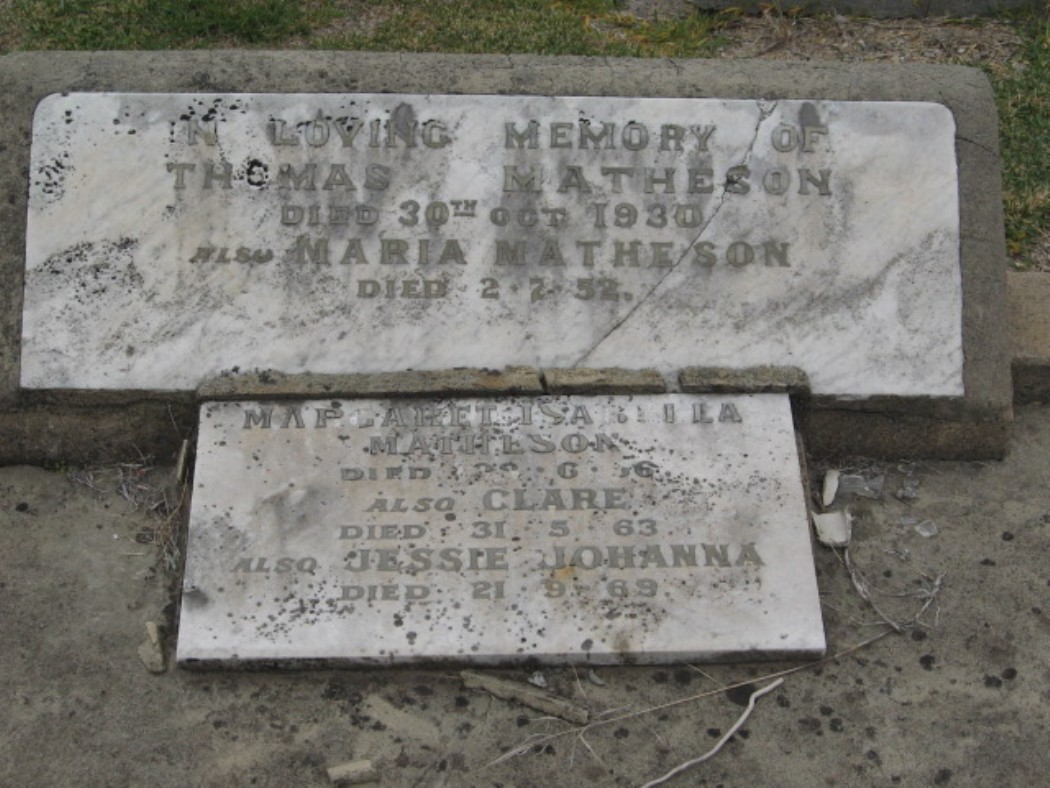 IN LOVING MEMORY OF
THOMAS MATHESON
DIED 30TH OCT 1930
ALSO MARIA MATHESON
DIED 2·7·52.
MARGARET ISABELLA
MATHESON
DIED 6
ALSO CLARE
DIED 31 5 63
ALSO JESSIE JOHANNA
DIED 21 9 69